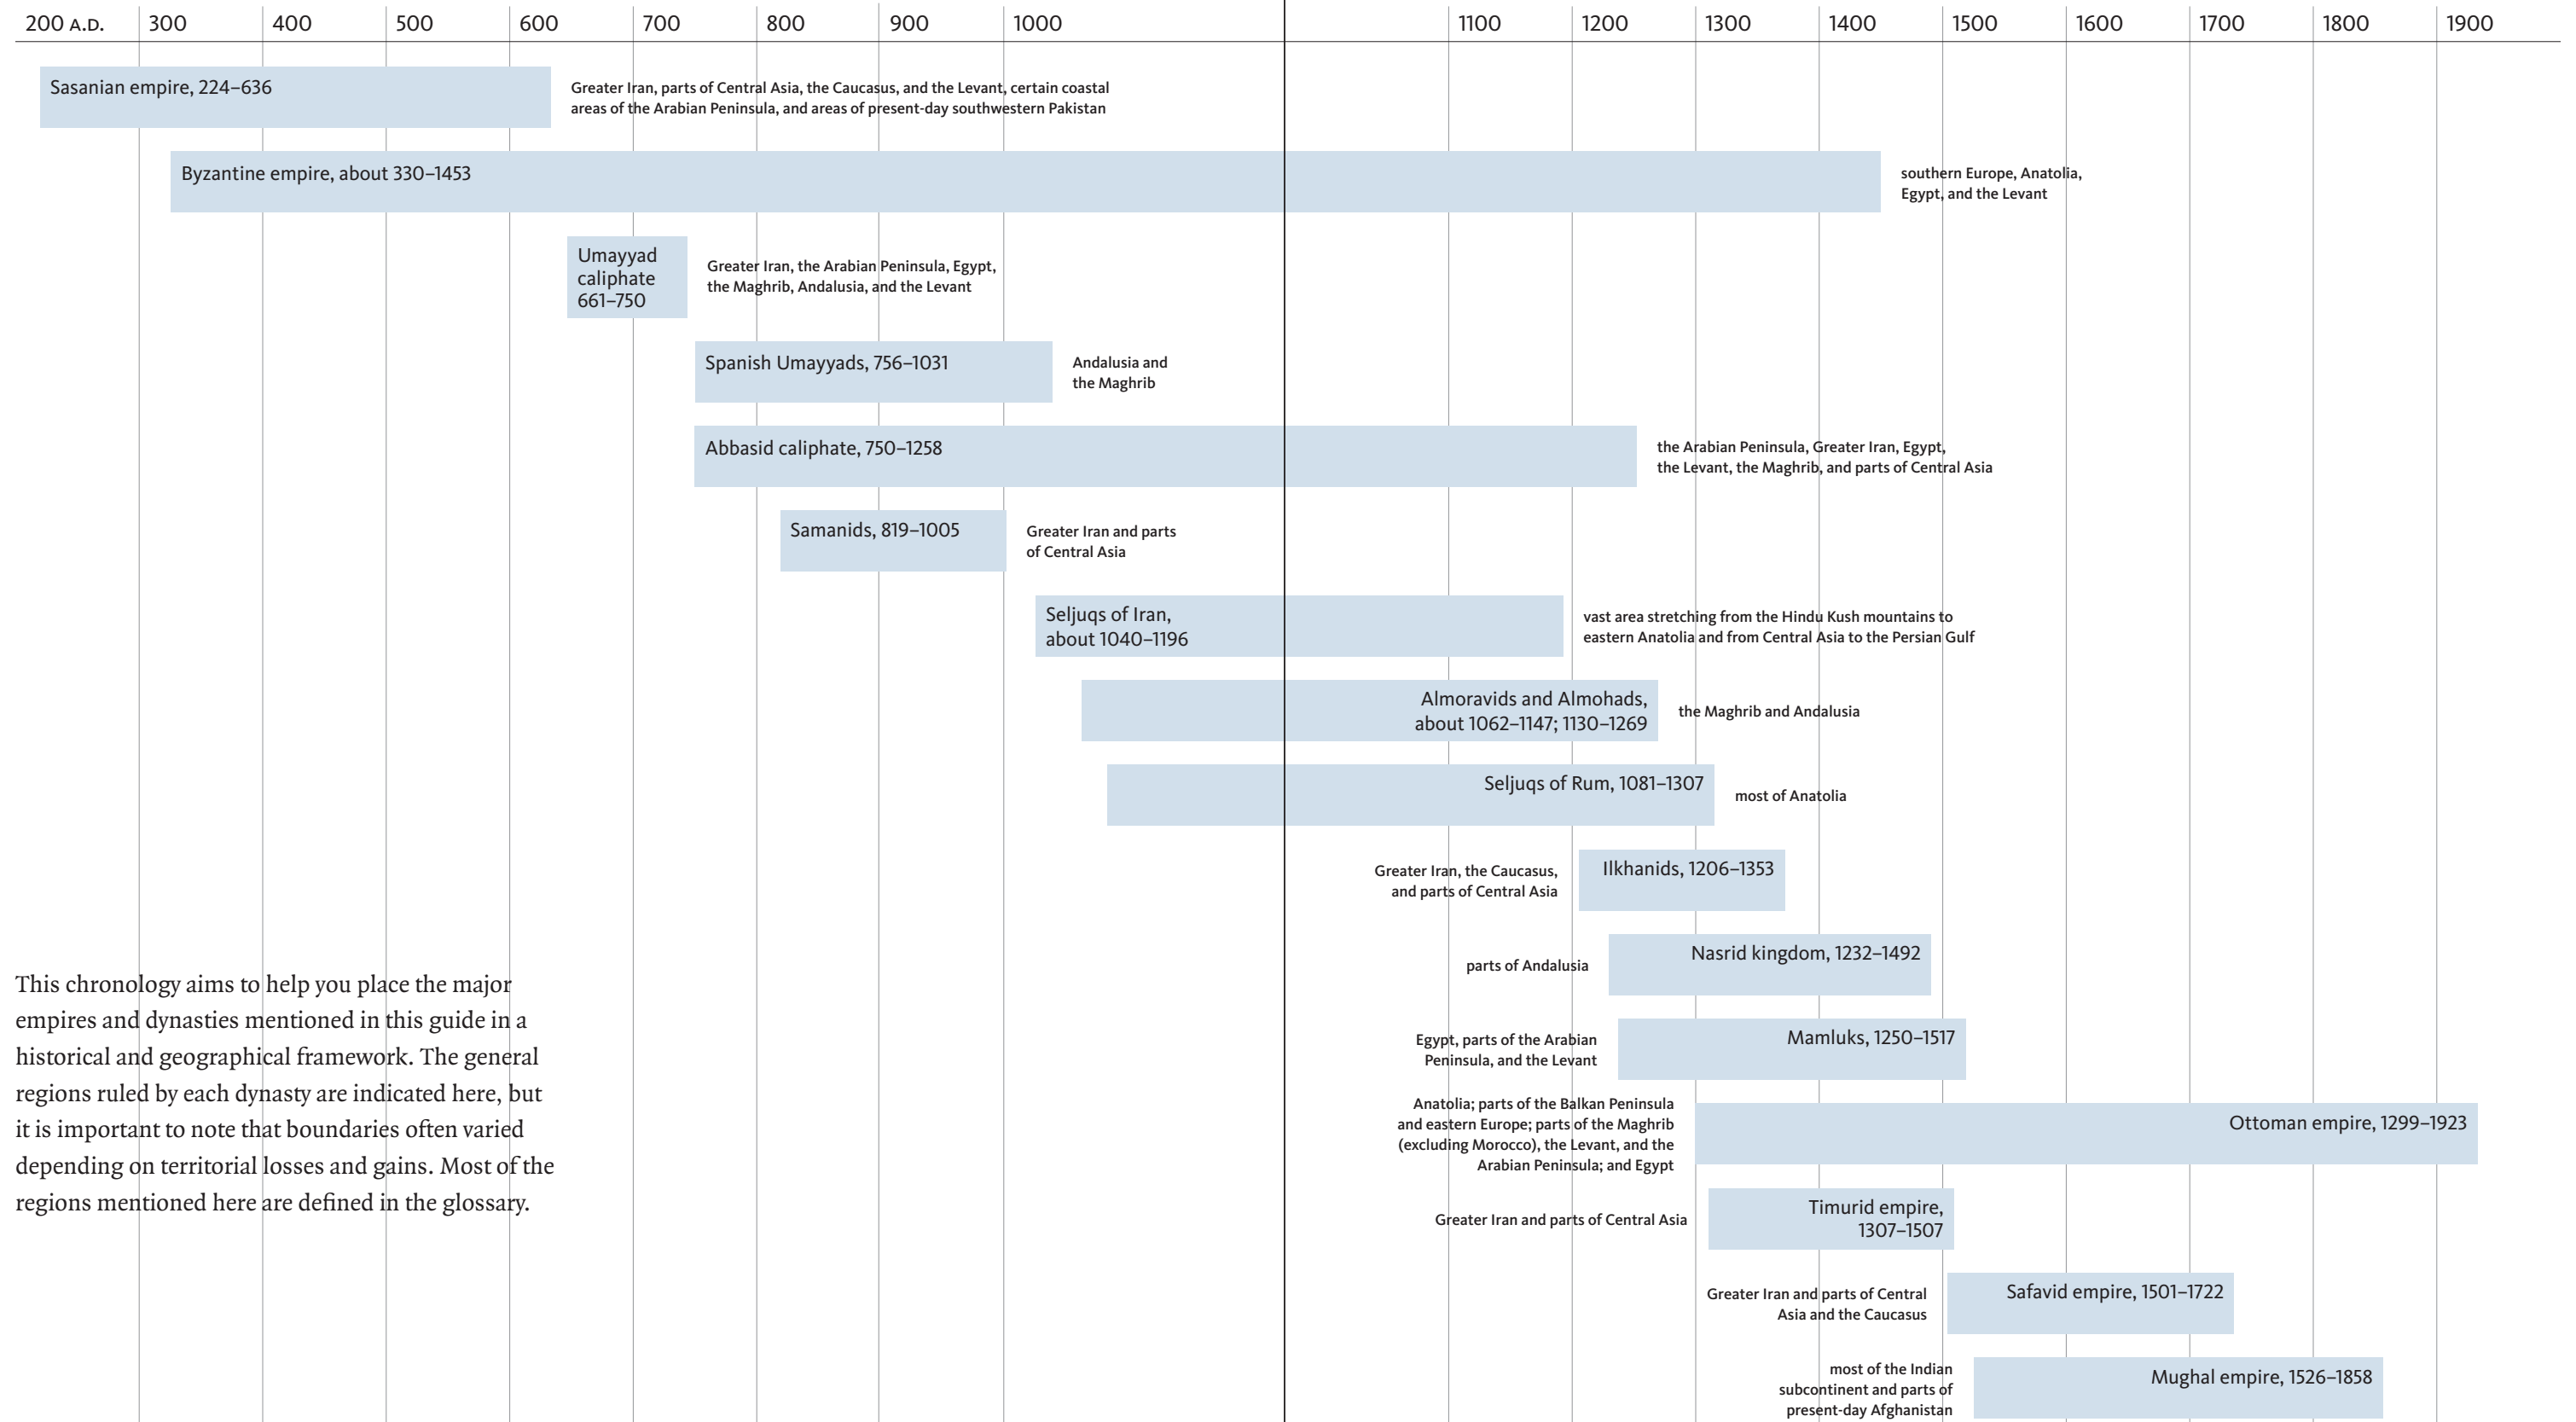 200 A.D. 300 400 500 600 700 800 900 1000 1100 1200 1300 1400 1500 1600 1700 1800 1900
Sasanian empire, 224–636
Greater Iran, parts of Central Asia, the Caucasus, and the Levant, certain coastal
areas of the Arabian Peninsula, and areas of present-day southwestern Pakistan
Byzantine empire, about 330–1453
southern Europe, Anatolia,
Egypt, and the Levant
Umayyad
caliphate
661–750
Greater Iran, the Arabian Peninsula, Egypt,
the Maghrib, Andalusia, and the Levant
Spanish Umayyads, 756–1031
Andalusia and
the Maghrib
Abbasid caliphate, 750–1258
the Arabian Peninsula, Greater Iran, Egypt,
the Levant, the Maghrib, and parts of Central Asia
Samanids, 819–1005
Greater Iran and parts
of Central Asia
Seljuqs of Iran,
about 1040–1196
vast area stretching from the Hindu Kush mountains to
eastern Anatolia and from Central Asia to the Persian Gulf
Almoravids and Almohads,
about 1062–1147; 1130–1269
the Maghrib and Andalusia
Seljuqs of Rum, 1081–1307
most of Anatolia
Greater Iran, the Caucasus,
and parts of Central Asia
Ilkhanids, 1206–1353
parts of Andalusia
Nasrid kingdom, 1232–1492
Egypt, parts of the Arabian
Peninsula, and the Levant
Mamluks, 1250–1517
Anatolia; parts of the Balkan Peninsula
and eastern Europe; parts of the Maghrib
(excluding Morocco), the Levant, and the
Arabian Peninsula; and Egypt
Ottoman empire, 1299–1923
Greater Iran and parts of Central Asia
Timurid empire,
1307–1507
Greater Iran and parts of Central
Asia and the Caucasus
Safavid empire, 1501–1722
most of the Indian
subcontinent and parts of
present-day Afghanistan
Mughal empire, 1526–1858
This chronology aims to help you place the major
empires and dynasties mentioned in this guide in a
historical and geographical framework. The general
regions ruled by each dynasty are indicated here, but
it is important to note that boundaries often varied
depending on territorial losses and gains. Most of the
regions mentioned here are defined in the glossary.